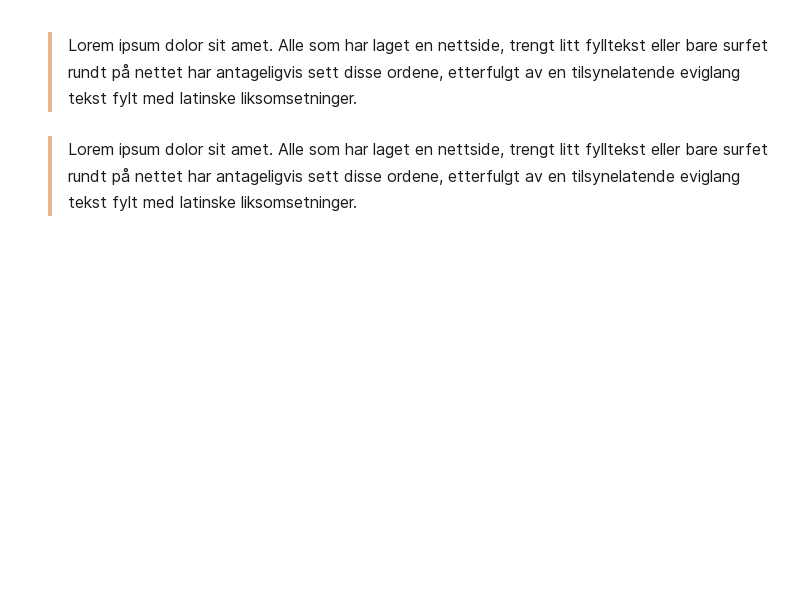 Lorem ipsum dolor sit amet. Alle som har laget en nettside, trengt litt fylltekst eller bare surfet
rundt på nettet har antageligvis sett disse ordene, etterfulgt av en tilsynelatende eviglang
tekst fylt med latinske liksomsetninger.
Lorem ipsum dolor sit amet. Alle som har laget en nettside, trengt litt fylltekst eller bare surfet
rundt på nettet har antageligvis sett disse ordene, etterfulgt av en tilsynelatende eviglang
tekst fylt med latinske liksomsetninger.